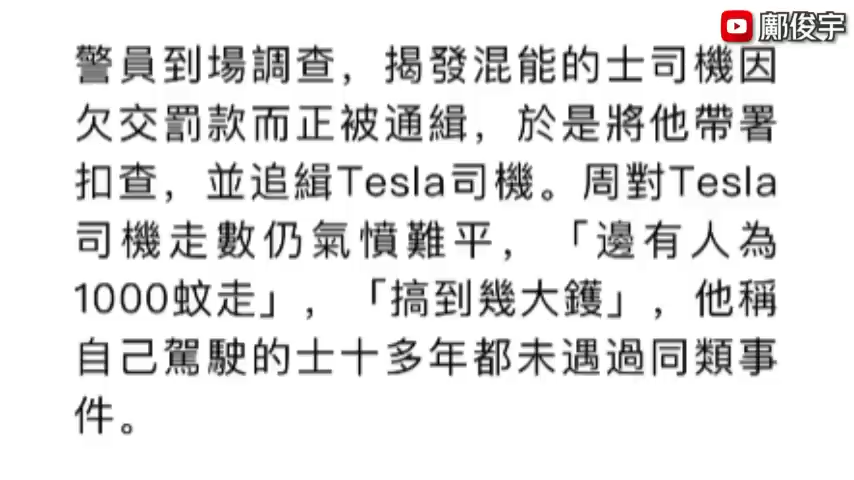 鄺俊宇
警員到場調查，揭發混能的士司機因
欠交罰款而正被通緝，於是將他帶署
扣查，並追緝Tesla司機。周對Tesla
司機走數仍氣憤難平，「邊有人為
1000蚊走」，「搞到幾大鑊」，他稱
自己駕駛的士十多年都未遇過同類事
件。